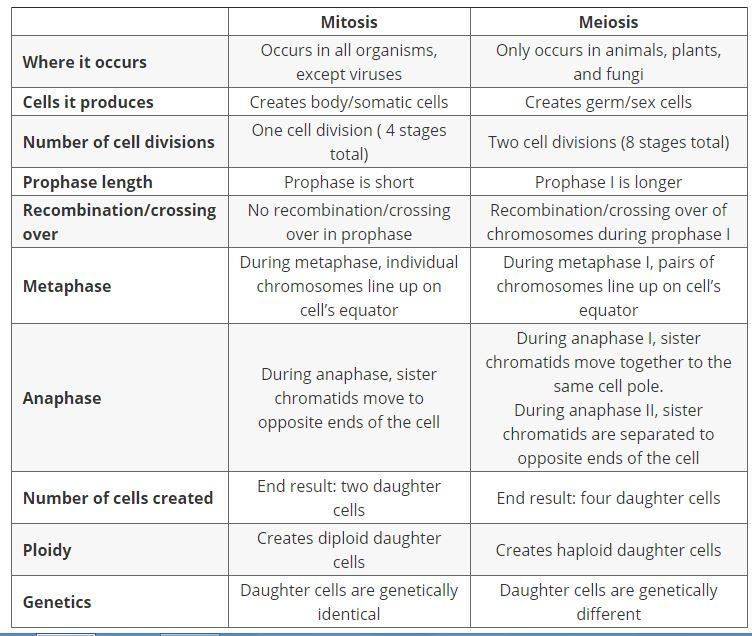 Mitosis Meiosis
Where it occurs
Occurs in all organisms,
except viruses
Only occurs in animals, plants,
and fungi
Cells it produces
Creates body/somatic cells
Creates germ/sex cells
Number of cell divisions
One cell division ( 4 stages
total)
Two cell divisions (8 stages total)
Prophase length
Prophase is short
Prophase I is longer
Recombination/crossing
over
No recombination/crossing
over in prophase
Recombination/crossing over of
chromosomes during prophase I
Metaphase
During metaphase, individual
chromosomes line up on
cell’s equator
During metaphase I, pairs of
chromosomes line up on cell’s
equator
Anaphase
During anaphase, sister
chromatids move to
opposite ends of the cell
During anaphase I, sister
chromatids move together to the
same cell pole.
During anaphase II, sister
chromatids are separated to
opposite ends of the cell
Number of cells created
End result: two daughter
cells
End result: four daughter cells
Ploidy
Creates diploid daughter
cells
Creates haploid daughter cells
Genetics
Daughter cells are genetically
identical
Daughter cells are genetically
different